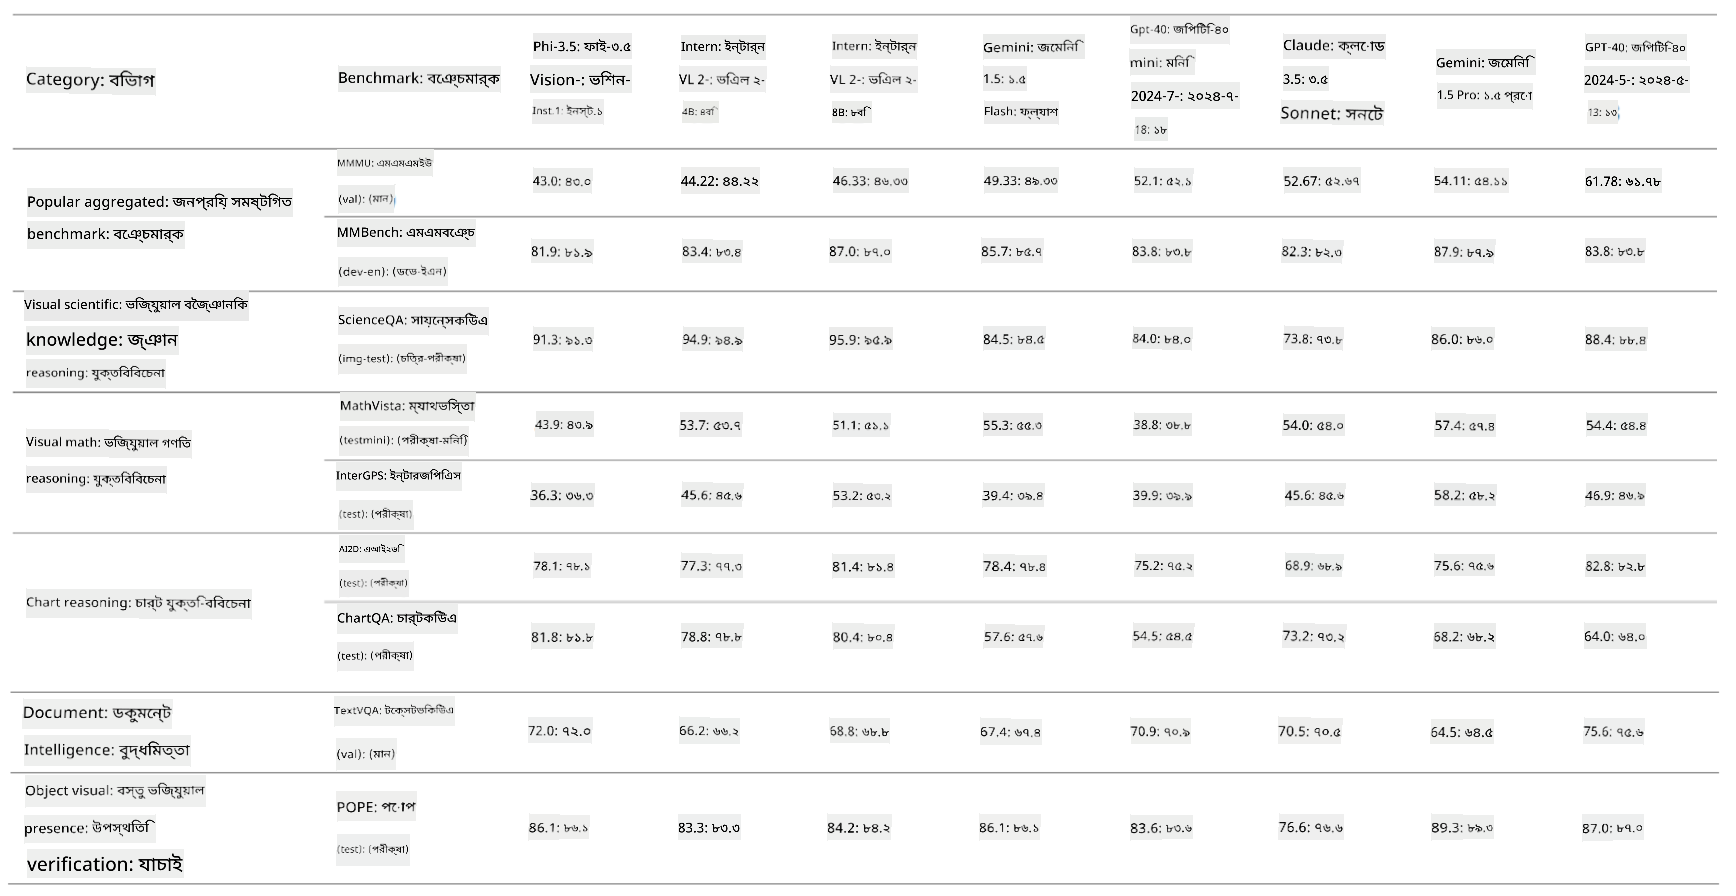 Category: বিভাগ
Benchmark: বেঞ্চমার্ক
Phi-3.5: ফাই-৩.৫
Vision-: ভিশন-
Inst.1: ইনস্ট.১
Intern: ইন্টার্ন
VL 2-: ভিএল ২-
4B: ৪বি
Intern: ইন্টার্ন
VL 2-: ভিএল ২-
8B: ৮বি
Gemini: জেমিনি
1.5: ১.৫
Flash: ফ্ল্যাশ
Gpt-40: জিপিটি-৪০
mini: মিনি
2024-7-: ২০২৪-৭-
18: ১৮
Claude: ক্লোড
3.5: ৩.৫
Sonnet: সনেট
Gemini: জেমিনি
1.5 Pro: ১.৫ প্রো
GPT-40: জিপিটি-৪০
2024-5-: ২০২৪-৫-
13: ১৩
Popular aggregated: জনপ্রিয় সমষ্টিগত
benchmark: বেঞ্চমার্ক
MMMU: এমএমএমইউ
(val): (মান)
43.0: ৪৩.০
44.22: ৪৪.২২
46.33: ৪৬.৩৩
49.33: ৪৯.৩৩
52.1: ৫২.১
52.67: ৫২.৬৭
54.11: ৫৪.১১
61.78: ৬১.৭৮
MMBench: এমএমবেঞ্চ
(dev-en): (ডেভ-ইএন)
81.9: ৮১.৯
83.4: ৮৩.৪
87.0: ৮৭.০
85.7: ৮৫.৭
83.8: ৮৩.৮
82.3: ৮২.৩
87.9: ৮৭.৯
83.8: ৮৩.৮
Visual scientific: ভিজ্যুয়াল বৈজ্ঞানিক
knowledge: জ্ঞান
reasoning: যুক্তিবিবেচনা
ScienceQA: সায়েন্সকিউএ
(img-test): (চিত্র-পরীক্ষা)
91.3: ৯১.৩
94.9: ৯৪.৯
95.9: ৯৫.৯
84.5: ৮৪.৫
84.0: ৮৪.০
73.8: ৭৩.৮
86.0: ৮৬.০
88.4: ৮৮.৪
Visual math: ভিজ্যুয়াল গণিত
reasoning: যুক্তিবিবেচনা
MathVista: ম্যাথভিস্তা
(testmini): (পরীক্ষা-মিনি)
43.9: ৪৩.৯
53.7: ৫৩.৭
51.1: ৫১.১
55.3: ৫৫.৩
38.8: ৩৮.৮
54.0: ৫৪.০
57.4: ৫৭.৪
54.4: ৫৪.৪
InterGPS: ইন্টারজিপিএস
(test): (পরীক্ষা)
36.3: ৩৬.৩
45.6: ৪৫.৬
53.2: ৫৩.২
39.4: ৩৯.৪
39.9: ৩৯.৯
45.6: ৪৫.৬
58.2: ৫৮.২
46.9: ৪৬.৯
Chart reasoning: চার্ট যুক্তি-বিবেচনা
AI2D: এআই২ডি
(test): (পরীক্ষা)
78.1: ৭৮.১
77.3: ৭৭.৩
81.4: ৮১.৪
78.4: ৭৮.৪
75.2: ৭৫.২
68.9: ৬৮.৯
75.6: ৭৫.৬
82.8: ৮২.৮
ChartQA: চার্টকিউএ
(test): (পরীক্ষা)
81.8: ৮১.৮
78.8: ৭৮.৮
80.4: ৮০.৪
57.6: ৫৭.৬
54.5: ৫৪.৫
73.2: ৭৩.২
68.2: ৬৮.২
64.0: ৬৪.০
Document: ডকুমেন্ট
Intelligence: বুদ্ধিমত্তা
TextVQA: টেক্সটভিকিউএ
(val): (মান)
72.0: ৭২.০
66.2: ৬৬.২
68.8: ৬৮.৮
67.4: ৬৭.৪
70.9: ৭০.৯
70.5: ৭০.৫
64.5: ৬৪.৫
75.6: ৭৫.৬
Object visual: বস্তু ভিজ্যুয়াল
presence: উপস্থিতি
verification: যাচাই
POPE: পোপ
(test): (পরীক্ষা)
86.1: ৮৬.১
83.3: ৮৩.৩
84.2: ৮৪.২
86.1: ৮৬.১
83.6: ৮৩.৬
76.6: ৭৬.৬
89.3: ৮৯.৩
87.0: ৮৭.০